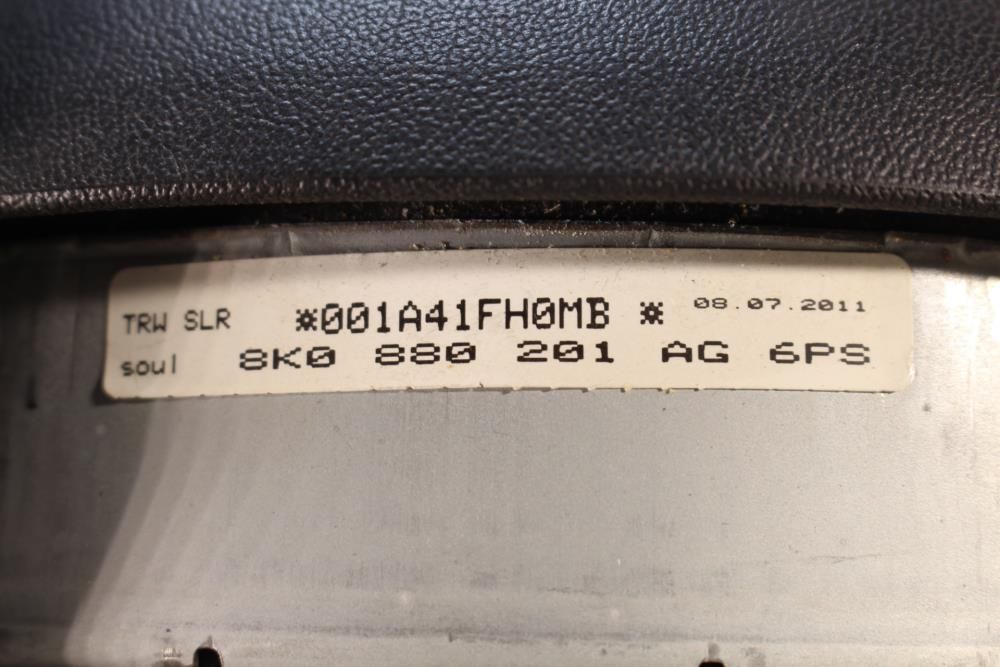 TRW SLR *001A41FH0MB * 08.07.2011
soul 8K0 880 201 AG 6PS